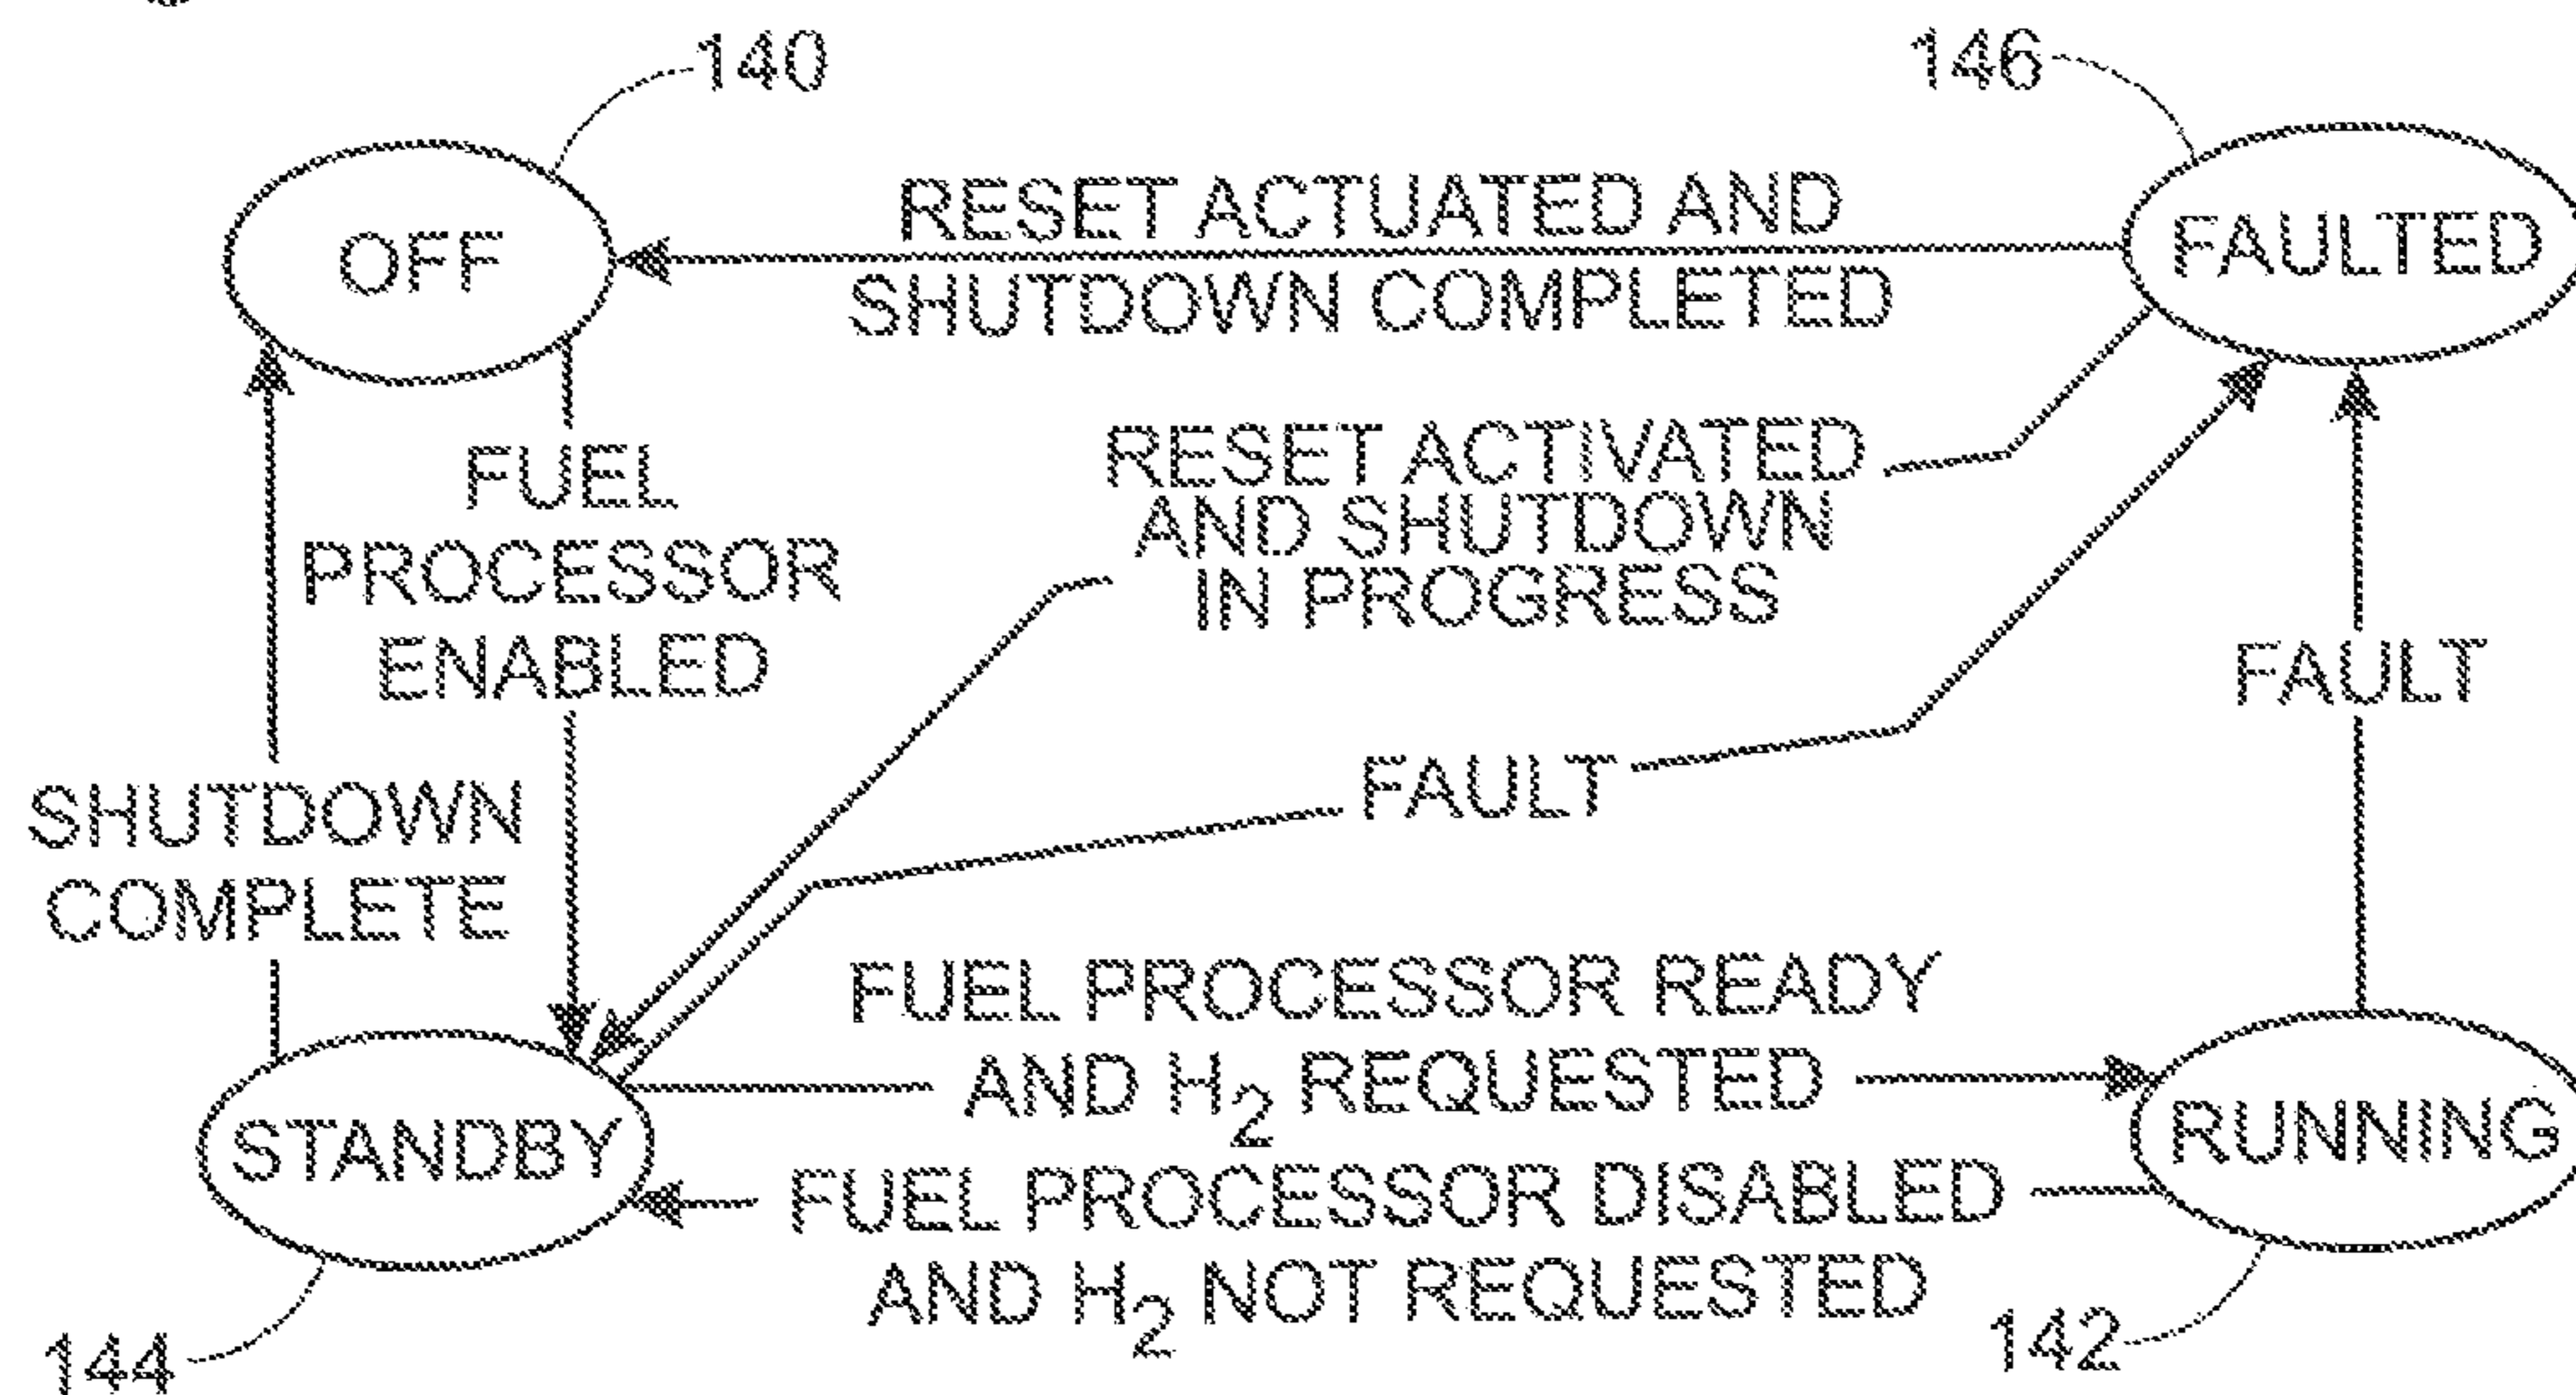 140
146
OFF
RESET ACTUATED AND
SHUTDOWN COMPLETED
FAULTED
FUEL
PROCESSOR
ENABLED
RESET ACTIVATED
AND SHUTDOWN
IN PROGRESS
FAULT
FAULT
SHUTDOWN
COMPLETE
FUEL PROCESSOR READY
AND H2 REQUESTED
STANDBY
RUNNING
FUEL PROCESSOR DISABLED
AND H2 NOT REQUESTED
144
142